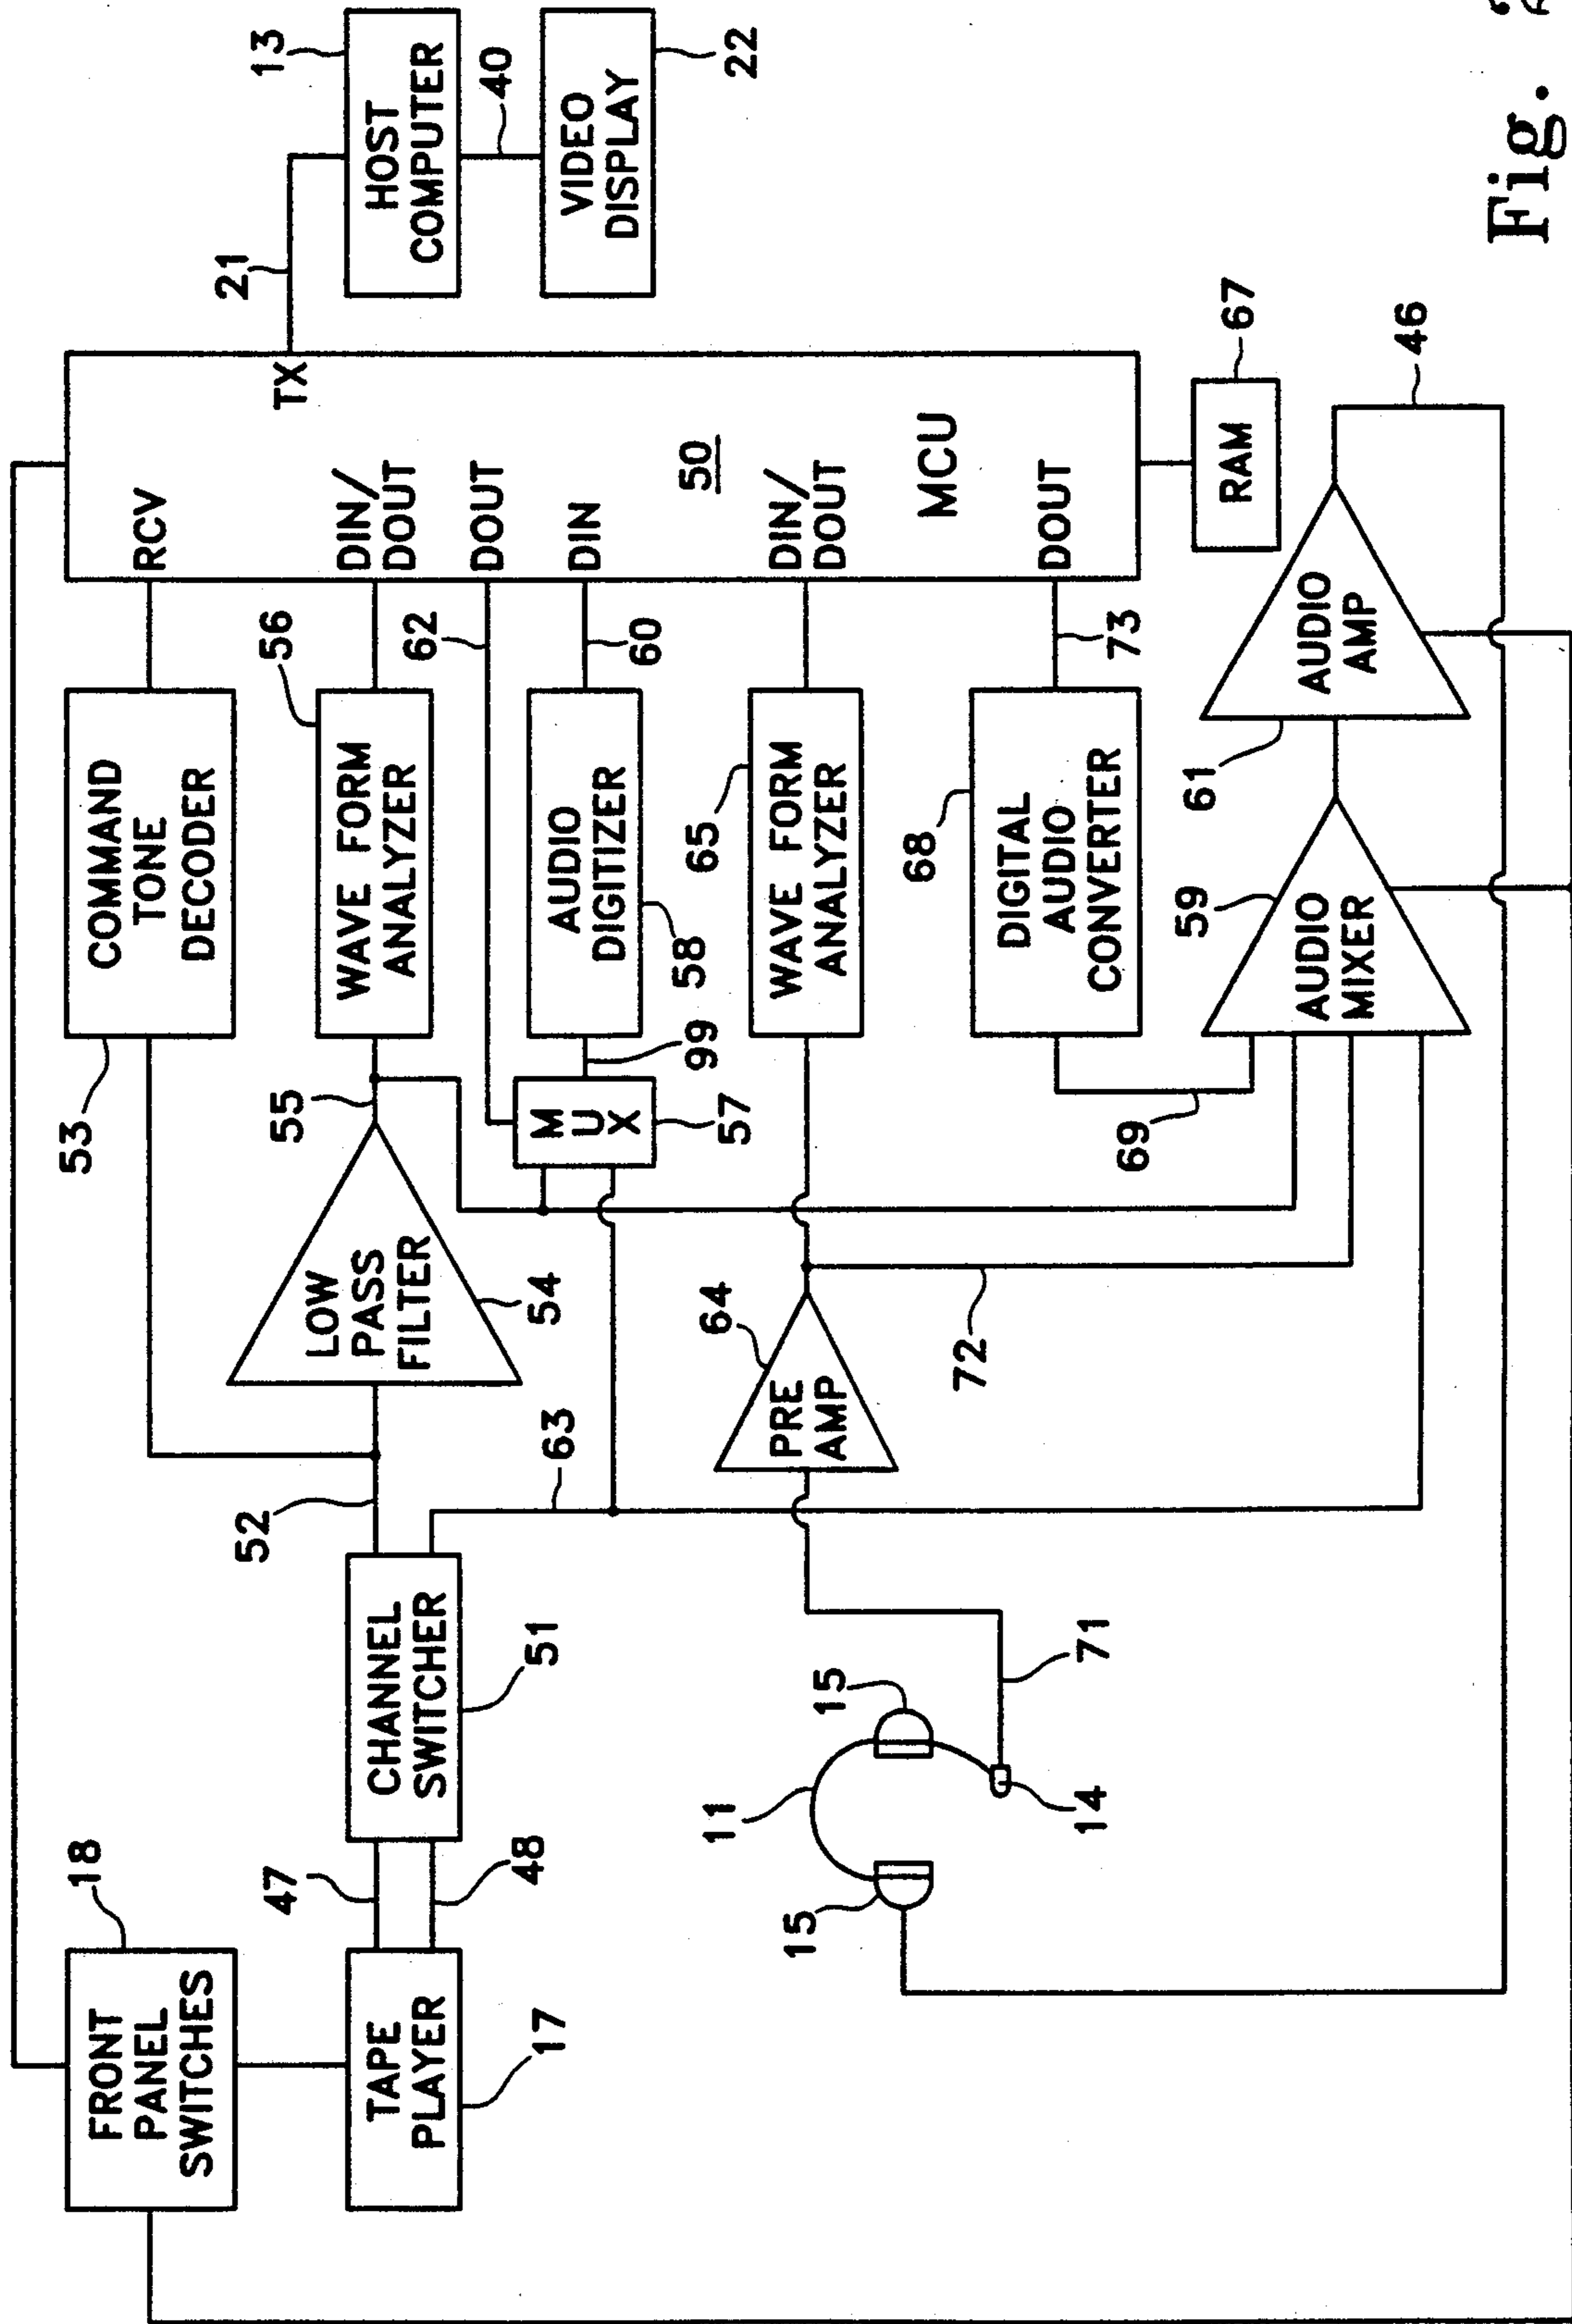 18
FRONT
PANEL
SWITCHES
TAPE
PLAYER
17
47
48
CHANNEL
SWITCHER
51
52
63
53
COMMAND
TONE
DECODER
LOW
PASS
FILTER
54
55
WAVE FORM
ANALYZER
56
62
MUX
57
99
AUDIO
DIGITIZER
58
60
PRE
AMP
64
72
65
WAVE FORM
ANALYZER
68
DIGITAL
AUDIO
CONVERTER
69
73
11
15
15
14
71
59
AUDIO
MIXER
61
AUDIO
AMP
46
RCV
TX
DIN/
DOUT
DOUT
DIN
50
DIN/
DOUT
MCU
DOUT
RAM
67
21
13
HOST
COMPUTER
40
VIDEO
DISPLAY
22
Fig.